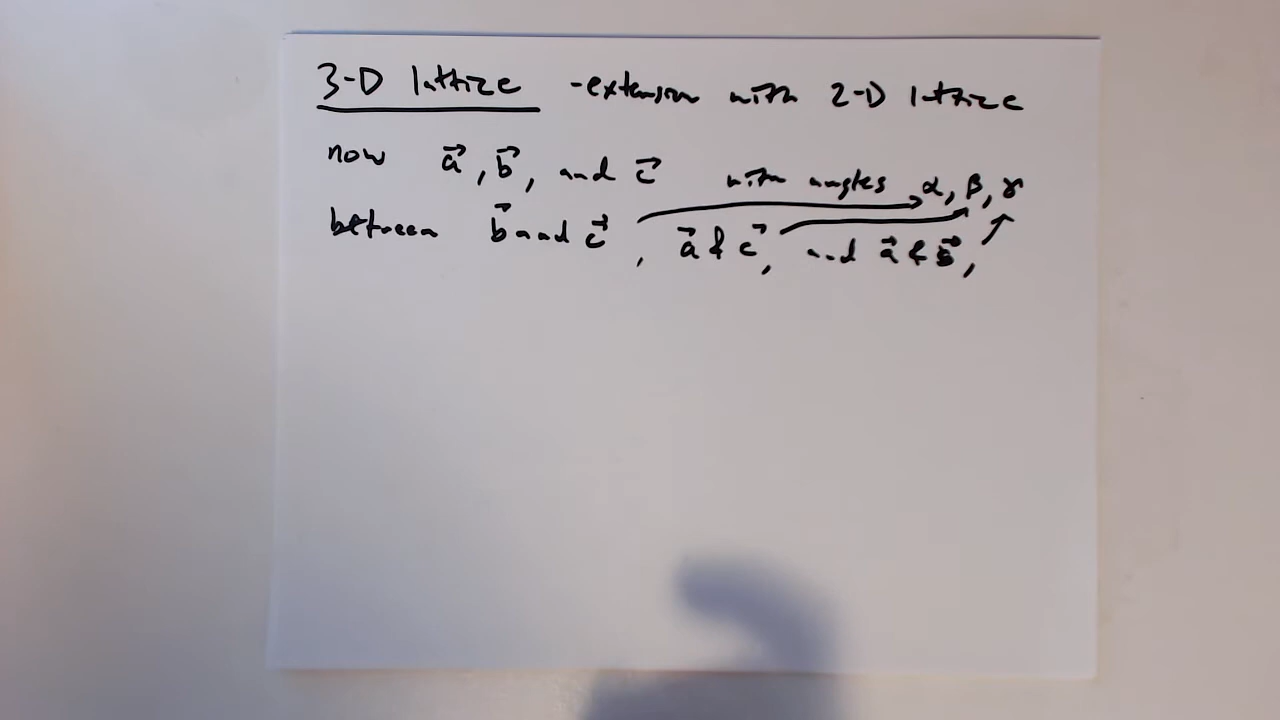 3-D lattice - extension with 2-D lattice
now a⃗, b⃗, and c⃗ with angles α, β, γ
between b⃗ and c⃗, a⃗ & c⃗, and a⃗ & b⃗,